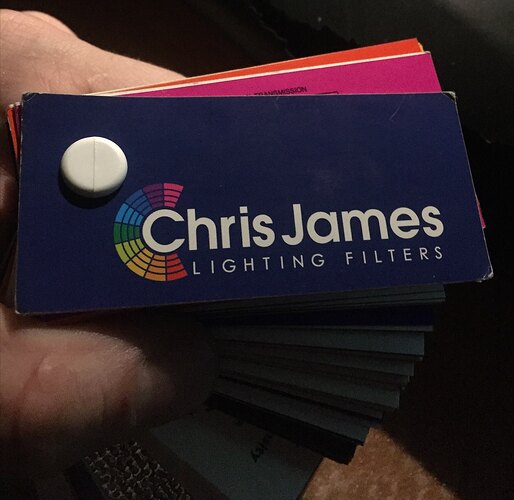 TRANSMISSION
Chris James
LIGHTING FILTERS